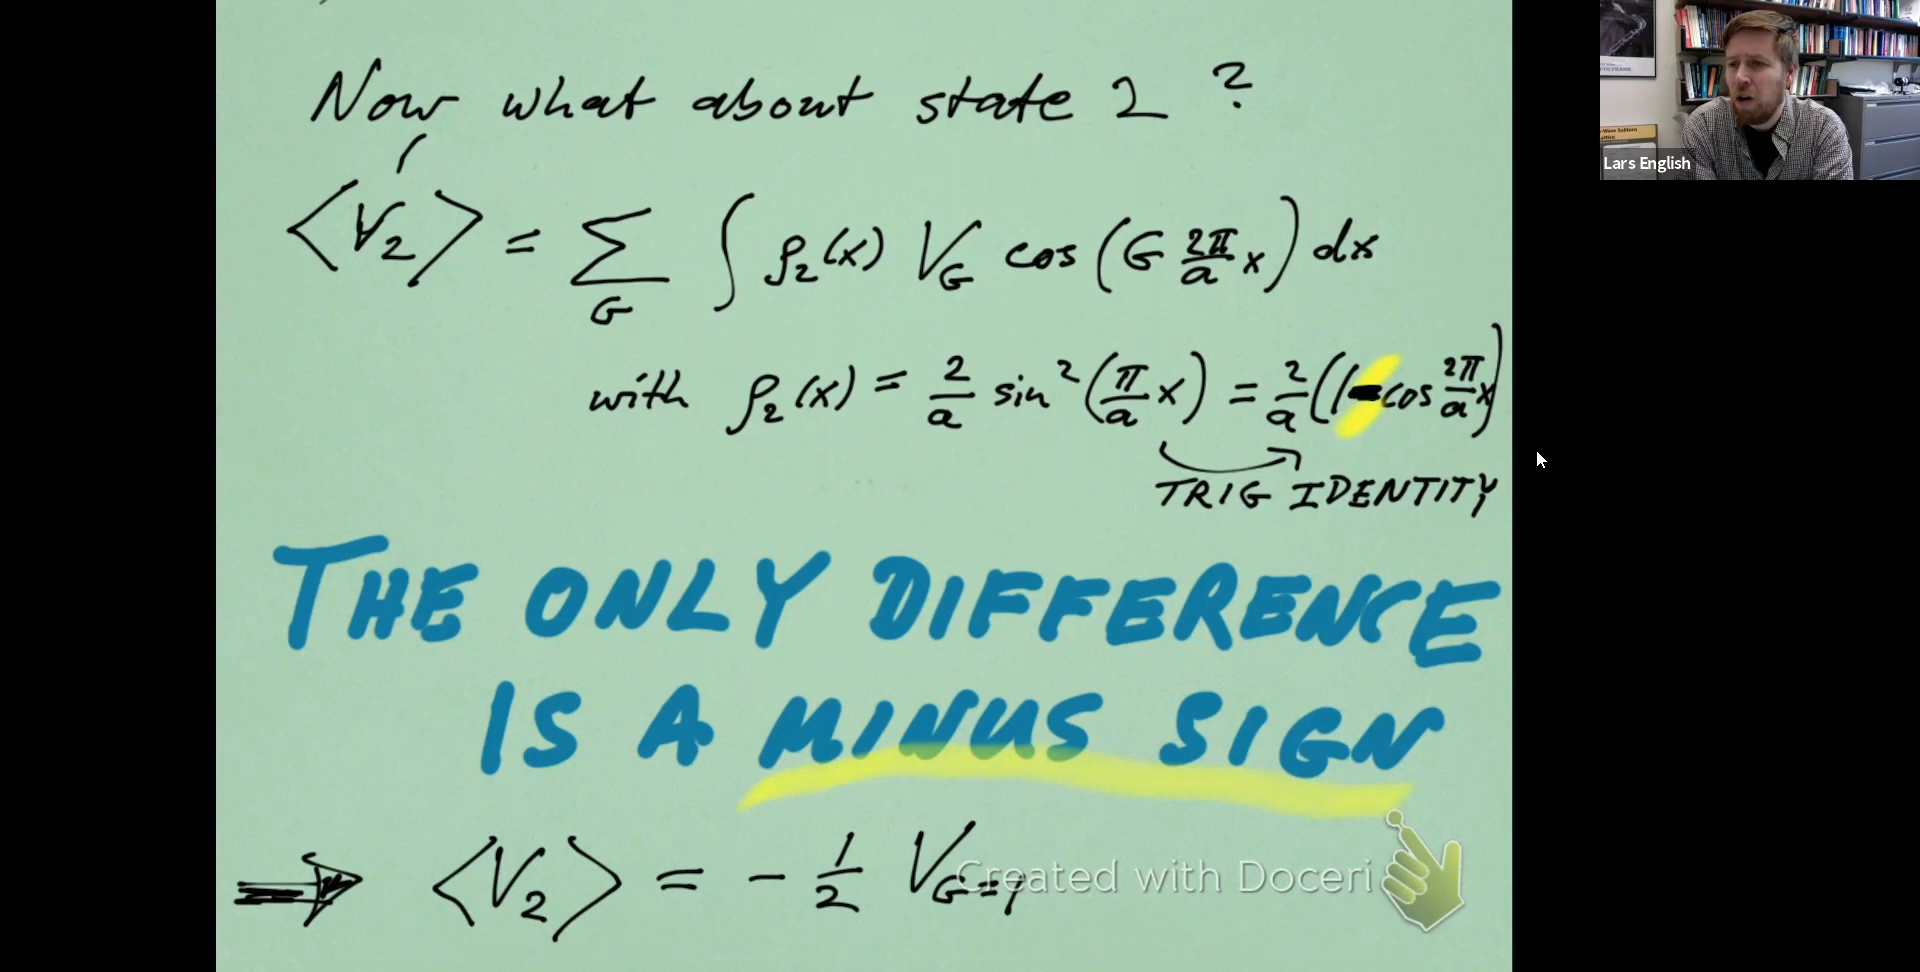 Now what about state 2 ?
⟨V₂⟩ = ∑_G ∫ ρ₂(x) V_G cos(G 2π/a x) dx
with ρ₂(x) = 2/a sin²(π/a x) = 2/a (1 - cos 2π/a x)
TRIG IDENTITY
THE ONLY DIFFERENCE
IS A MINUS SIGN
⇒ ⟨V₂⟩ = - 1/2 V_G=1
Created with Doceri
Lars English